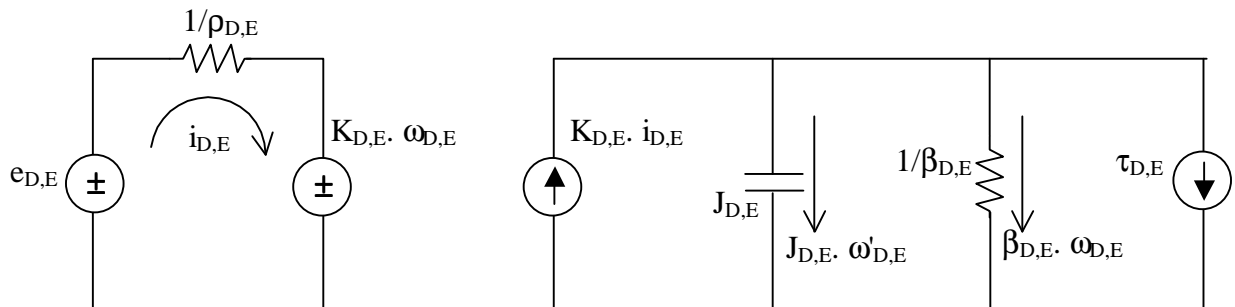 1/ρD,E
iD,E
KD,E. ωD,E
eD,E
±
±
KD,E. iD,E
JD,E
JD,E. ω'D,E
1/βD,E
βD,E. ωD,E
τD,E